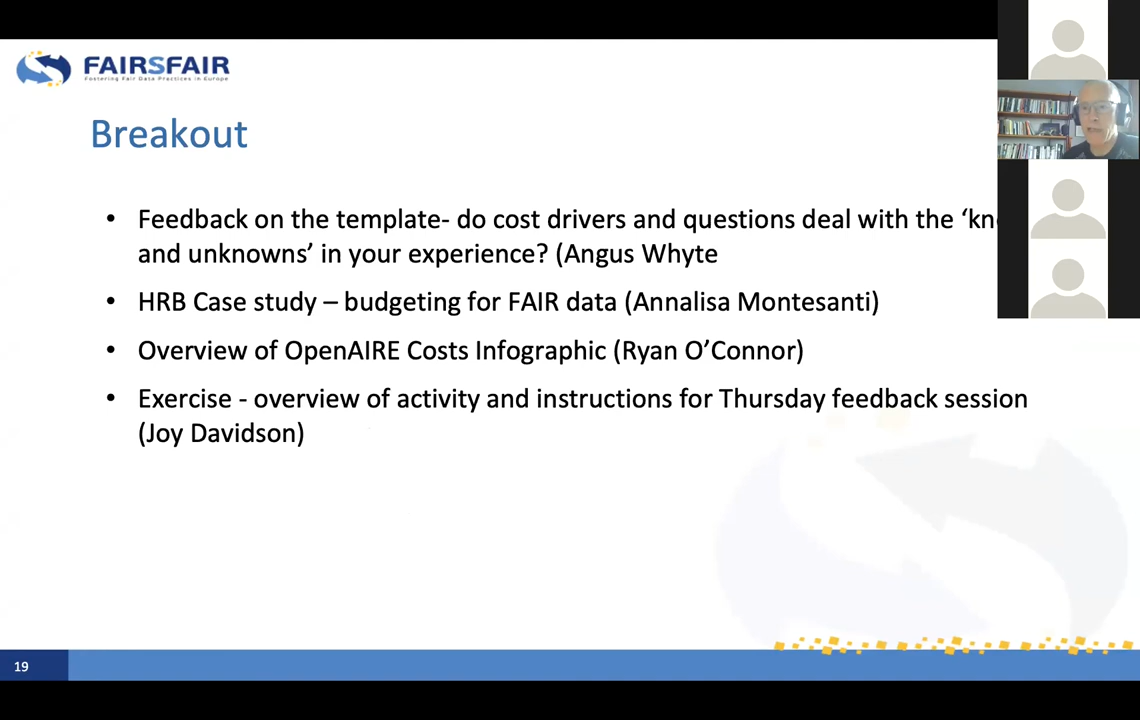 FAIRSFAIR
Fostering Fair Data Practices in Europe
Breakout
• Feedback on the template- do cost drivers and questions deal with the ‘kn
and unknowns’ in your experience? (Angus Whyte
• HRB Case study – budgeting for FAIR data (Annalisa Montesanti)
• Overview of OpenAIRE Costs Infographic (Ryan O’Connor)
• Exercise - overview of activity and instructions for Thursday feedback session
(Joy Davidson)
19